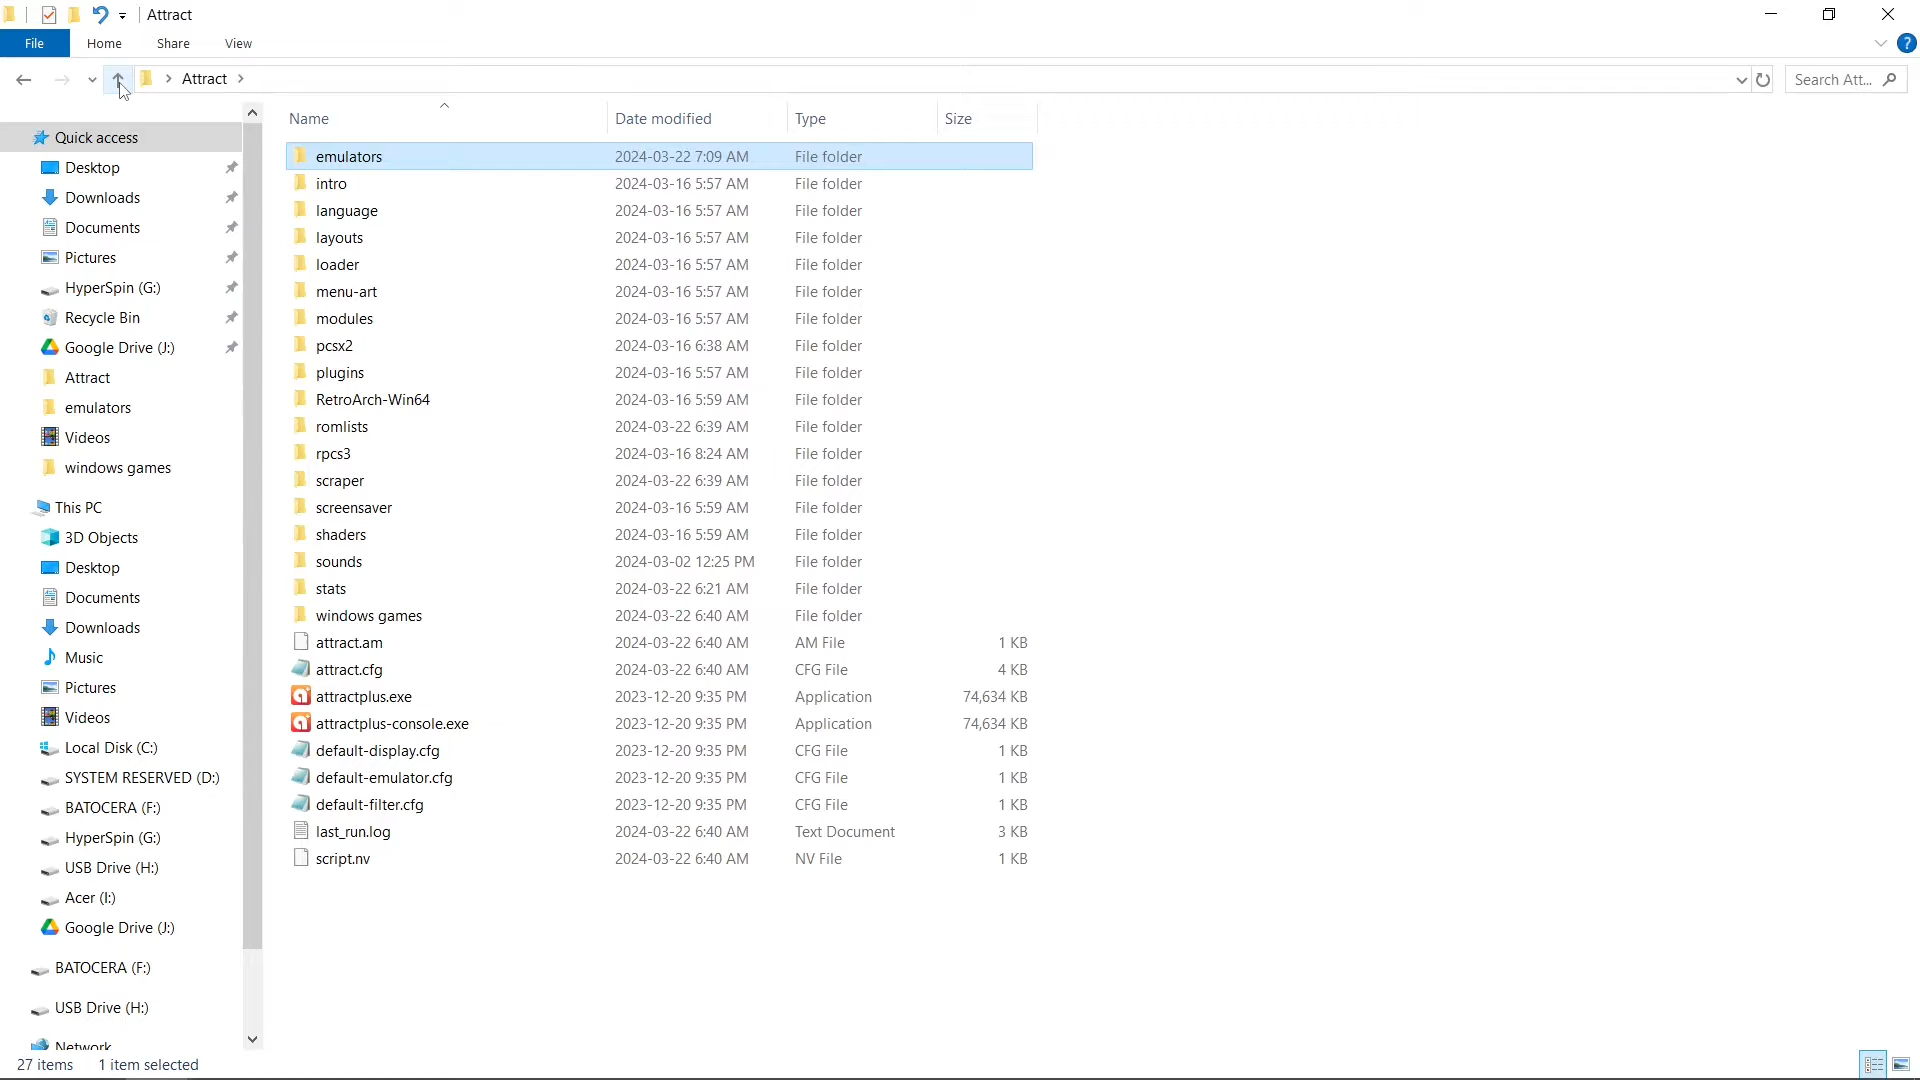 Attract
File Home Share View
Attract
Search Att...
Name Date modified Type Size
Quick access
Desktop
Downloads
Documents
Pictures
HyperSpin (G:)
Recycle Bin
Google Drive (J:)
Attract
emulators
Videos
windows games
This PC
3D Objects
Desktop
Documents
Downloads
Music
Pictures
Videos
Local Disk (C:)
SYSTEM RESERVED (D:)
BATOCERA (F:)
HyperSpin (G:)
USB Drive (H:)
Acer (I:)
Google Drive (J:)
BATOCERA (F:)
USB Drive (H:)
Network
emulators 2024-03-22 7:09 AM File folder
intro 2024-03-16 5:57 AM File folder
language 2024-03-16 5:57 AM File folder
layouts 2024-03-16 5:57 AM File folder
loader 2024-03-16 5:57 AM File folder
menu-art 2024-03-16 5:57 AM File folder
modules 2024-03-16 5:57 AM File folder
pcsx2 2024-03-16 6:38 AM File folder
plugins 2024-03-16 5:57 AM File folder
RetroArch-Win64 2024-03-16 5:59 AM File folder
romlists 2024-03-22 6:39 AM File folder
rpcs3 2024-03-16 8:24 AM File folder
scraper 2024-03-22 6:39 AM File folder
screensaver 2024-03-16 5:59 AM File folder
shaders 2024-03-16 5:59 AM File folder
sounds 2024-03-02 12:25 PM File folder
stats 2024-03-22 6:21 AM File folder
windows games 2024-03-22 6:40 AM File folder
attract.am 2024-03-22 6:40 AM AM File 1 KB
attract.cfg 2024-03-22 6:40 AM CFG File 4 KB
attractplus.exe 2023-12-20 9:35 PM Application 74,634 KB
attractplus-console.exe 2023-12-20 9:35 PM Application 74,634 KB
default-display.cfg 2023-12-20 9:35 PM CFG File 1 KB
default-emulator.cfg 2023-12-20 9:35 PM CFG File 1 KB
default-filter.cfg 2023-12-20 9:35 PM CFG File 1 KB
last_run.log 2024-03-22 6:40 AM Text Document 3 KB
script.nv 2024-03-22 6:40 AM NV File 1 KB
27 items 1 item selected